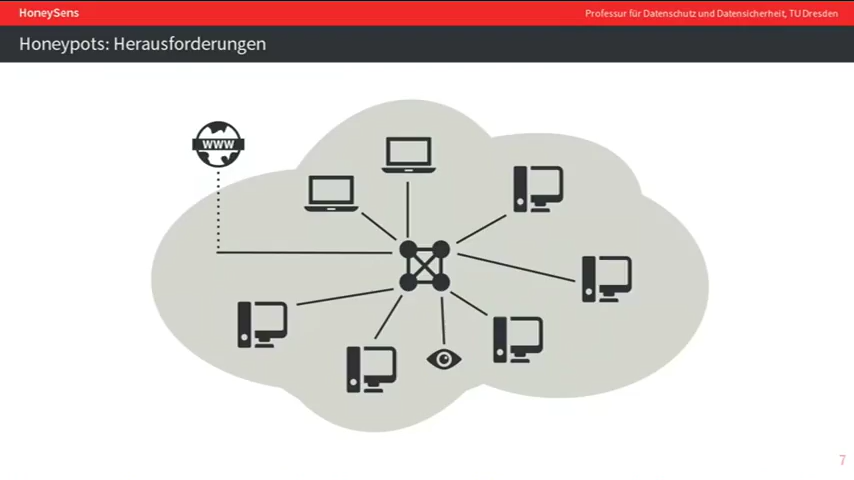 HoneySens
Professur für Datenschutz und Datensicherheit, TU Dresden
Honeypots: Herausforderungen
WWW
7